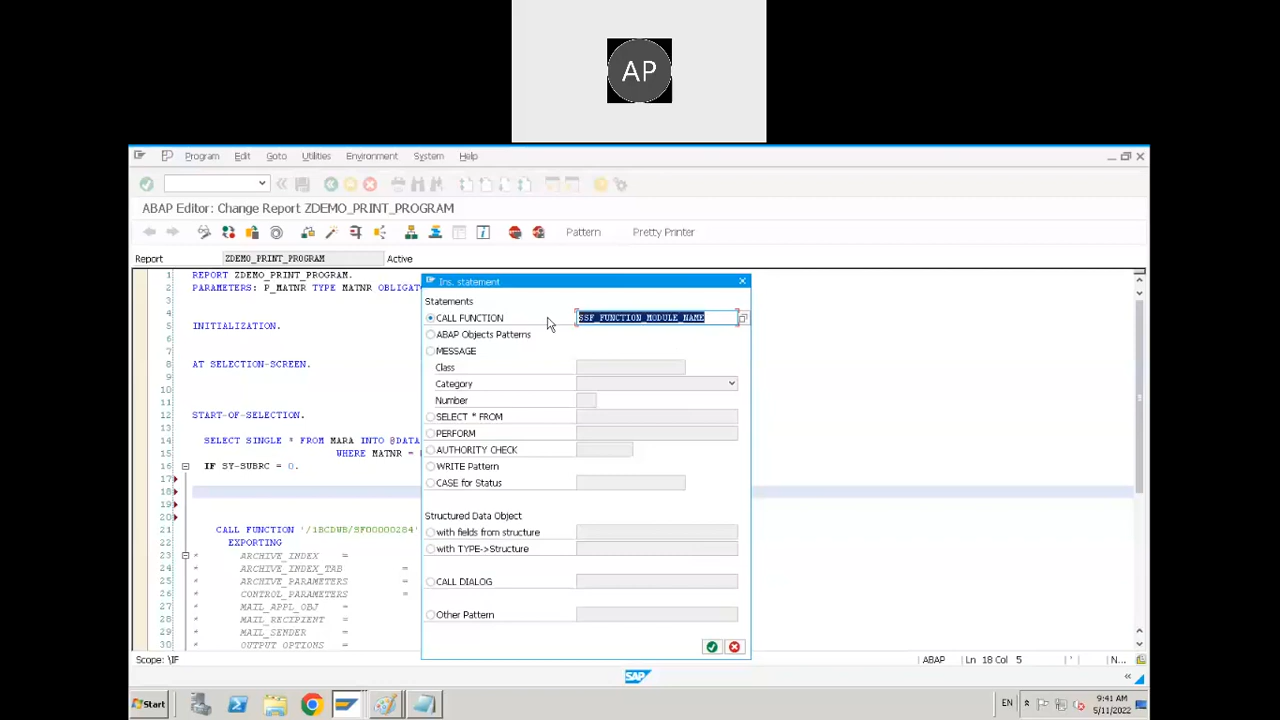 AP
Program Edit Goto Utilities Environment System Help
ABAP Editor: Change Report ZDEMO_PRINT_PROGRAM
Pattern Pretty Printer
Report ZDEMO_PRINT_PROGRAM Active
1 REPORT ZDEMO_PRINT_PROGRAM.
2 PARAMETERS: P_MATNR TYPE MATNR OBLIGAT
3
4
5 INITIALIZATION.
6
7
8 AT SELECTION-SCREEN.
9
10
11
12 START-OF-SELECTION.
13
14 SELECT SINGLE * FROM MARA INTO @DATA
15 WHERE MATNR =
16 IF SY-SUBRC = 0.
17
18
19
20
21 CALL FUNCTION '/1BCDWB/SF00000284'
22 EXPORTING
23 * ARCHIVE_INDEX =
24 * ARCHIVE_INDEX_TAB =
25 * ARCHIVE_PARAMETERS =
26 * CONTROL_PARAMETERS =
27 * MAIL_APPL_OBJ =
28 * MAIL_RECIPIENT =
29 * MAIL_SENDER =
30 * OUTPUT_OPTIONS =
Ins. statement
Statements
CALL FUNCTION SSF_FUNCTION_MODULE_NAME
ABAP Objects Patterns
MESSAGE
Class
Category
Number
SELECT * FROM
PERFORM
AUTHORITY CHECK
WRITE Pattern
CASE for Status
Structured Data Object
with fields from structure
with TYPE->Structure
CALL DIALOG
Other Pattern
Scope: \IF ABAP Ln 18 Col 5 N...
SAP
Start EN 9:41 AM
5/11/2022